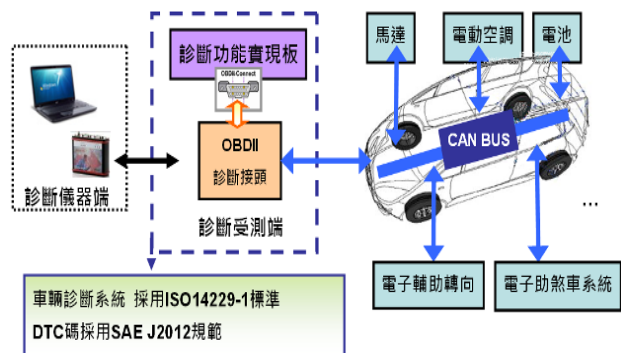 診斷功能實現板
OBDII Connect
OBDII
診斷接頭
診斷儀器端
診斷受測端
馬達
電動空調
電池
CAN BUS
...
電子輔助轉向
電子助煞車系統
車輛診斷系統 採用ISO14229-1標準
DTC碼採用SAE J2012規範